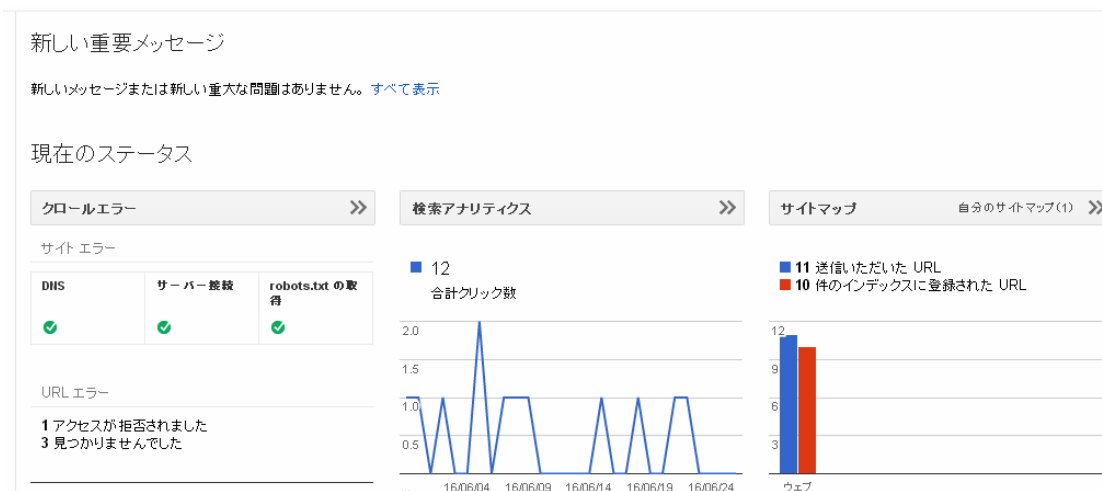 新しい重要メッセージ
新しいメッセージまたは新しい重大な問題はありません。 すべて表示
現在のステータス
クロールエラー
サイト エラー
DNS
サーバー接続
robots.txt の取得
URL エラー
1 アクセスが拒否されました
3 見つかりませんでした
検索アナリティクス
12
合計クリック数
2.0
1.5
1.0
0.5
... 16/06/04 16/06/09 16/06/14 16/06/19 16/06/24
サイトマップ 自分のサイトマップ(1)
11 送信いただいた URL
10 件のインデックスに登録された URL
12
9
6
3
ウェブ